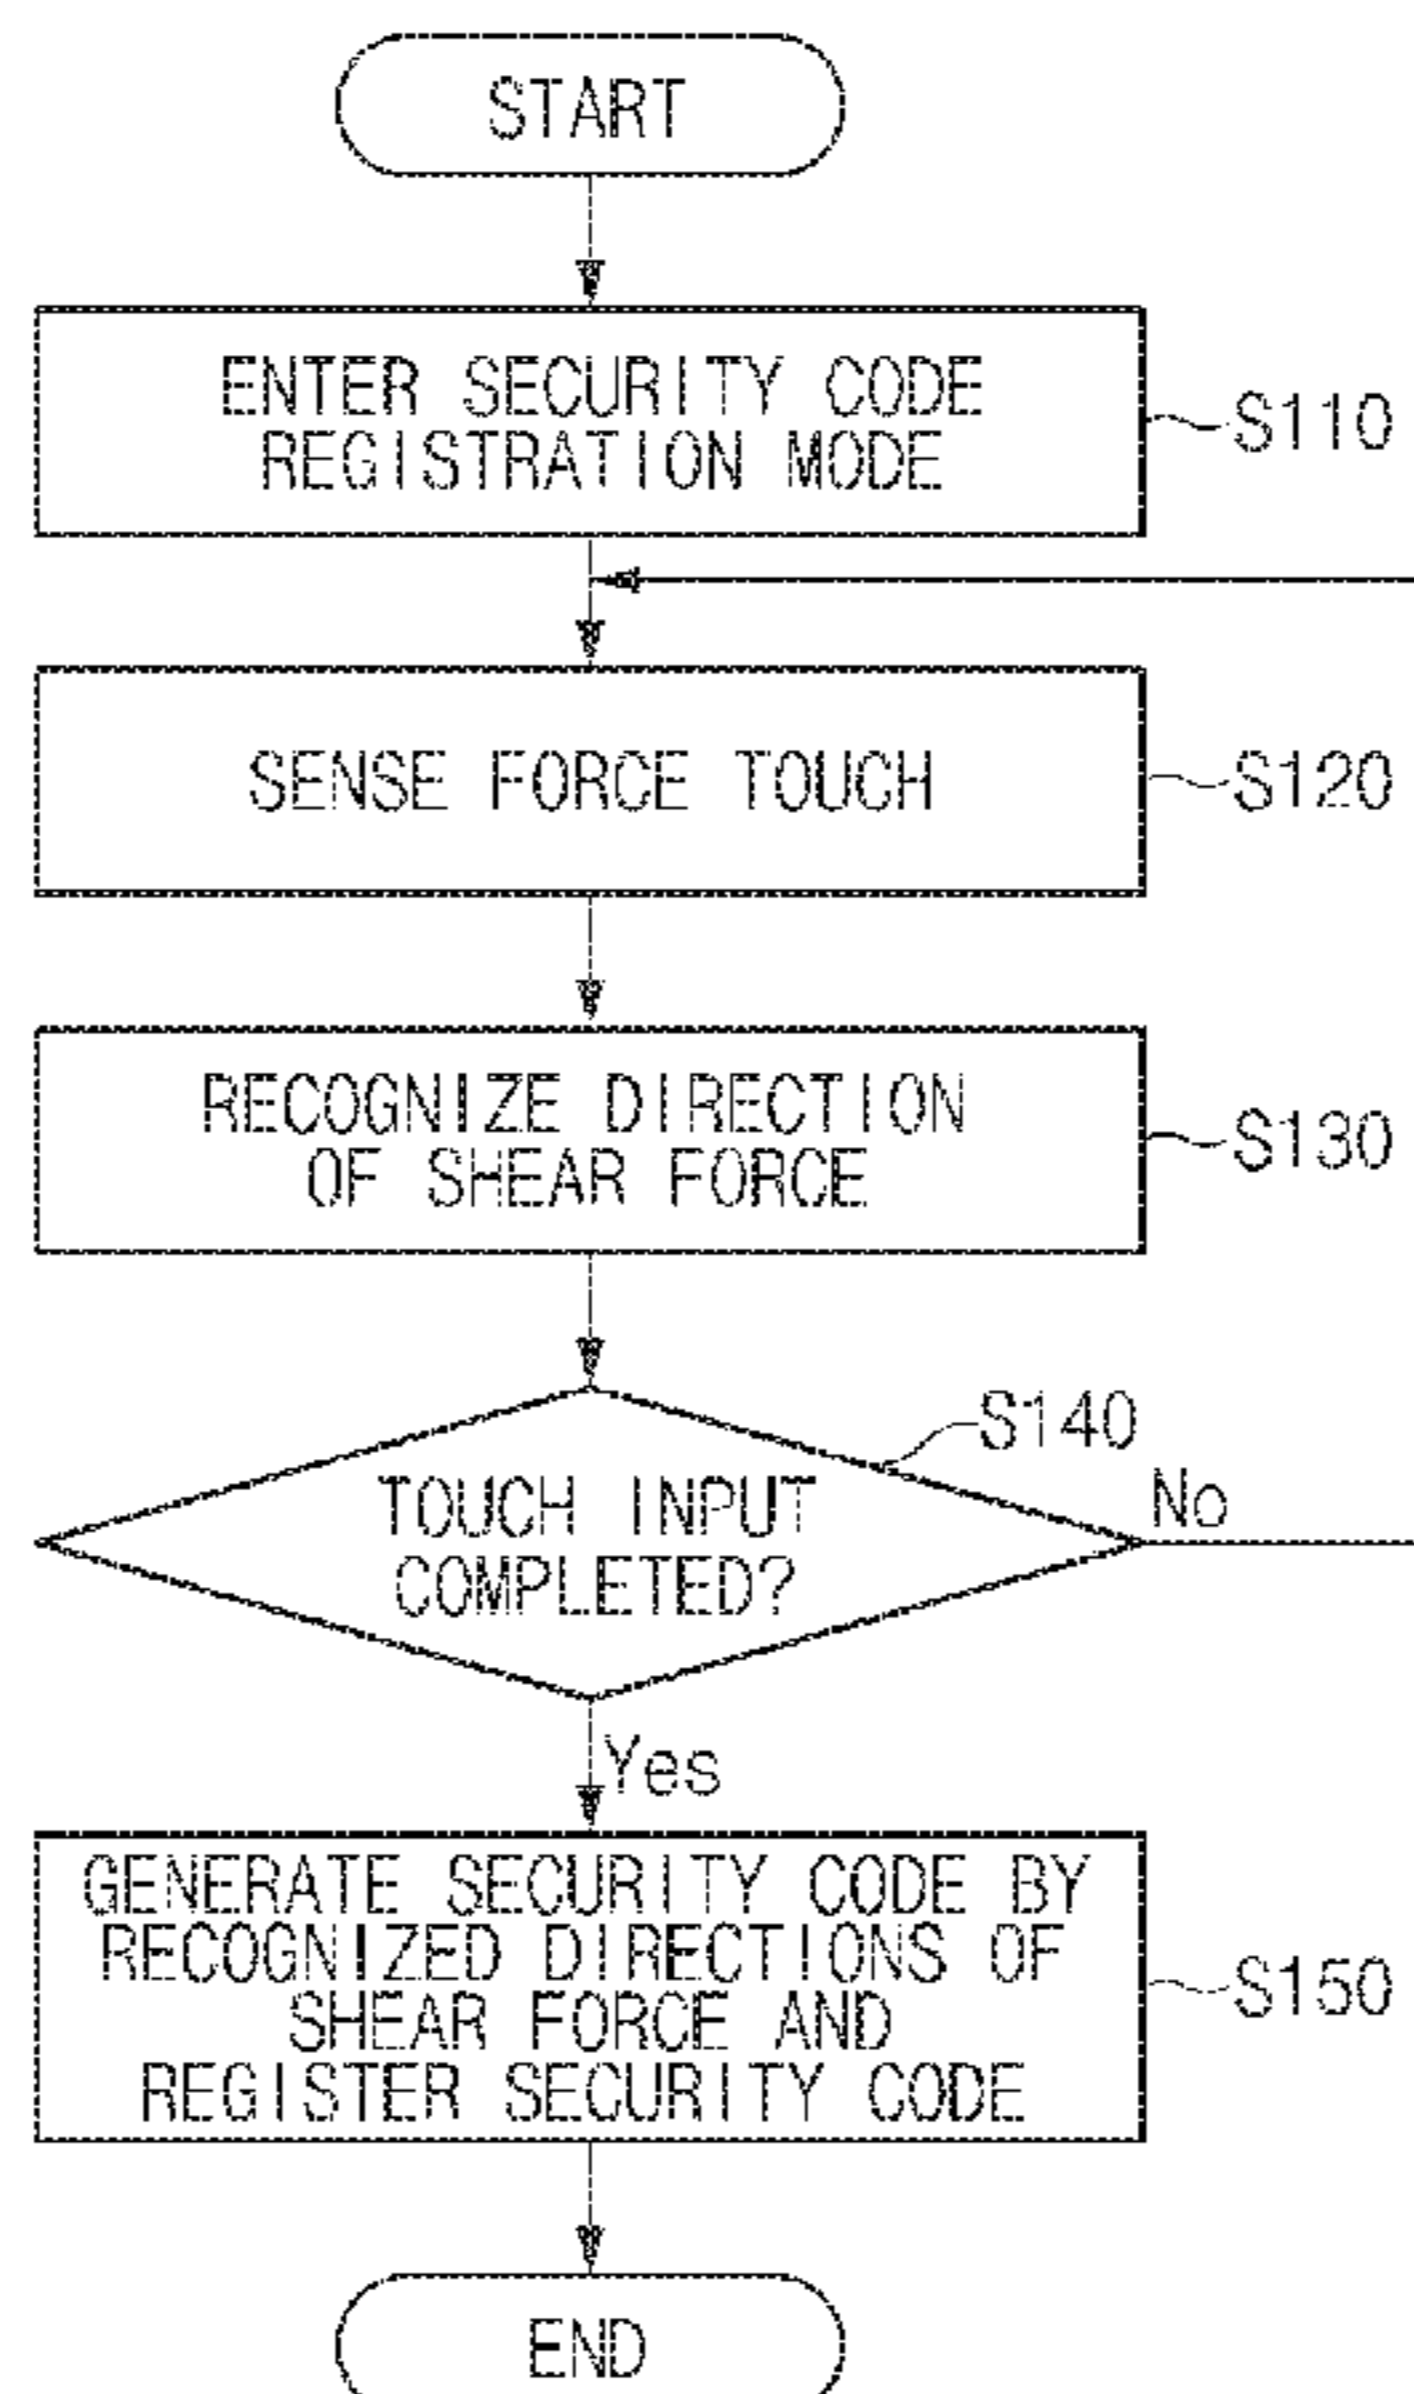 START
ENTER SECURITY CODE
REGISTRATION MODE
S110
SENSE FORCE TOUCH
S120
RECOGNIZE DIRECTION
OF SHEAR FORCE
S130
S140
TOUCH INPUT
COMPLETED?
No
Yes
GENERATE SECURITY CODE BY
RECOGNIZED DIRECTIONS OF
SHEAR FORCE AND
REGISTER SECURITY CODE
S150
END